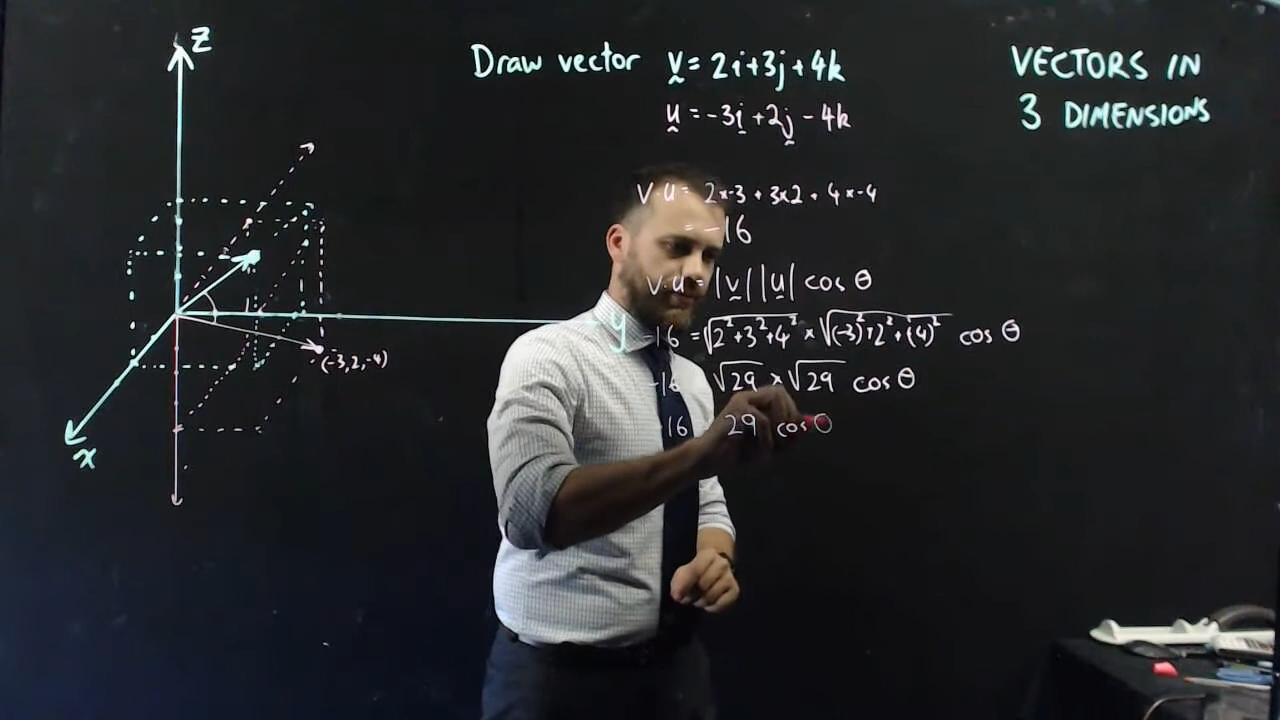 z
Draw vector v = 2i+3j+4k
u = -3i +2j - 4k
VECTORS IN
3 DIMENSIONS
v·u = 2×-3 + 3×2 + 4×-4
= -16
v·u = |v| |u| cos θ
-16 = √2²+3²+4² × √(-3)²+2²+(4)² cos θ
-16 √29 × √29 cos θ
16 29 cos θ
y
(-3,2,-4)
x